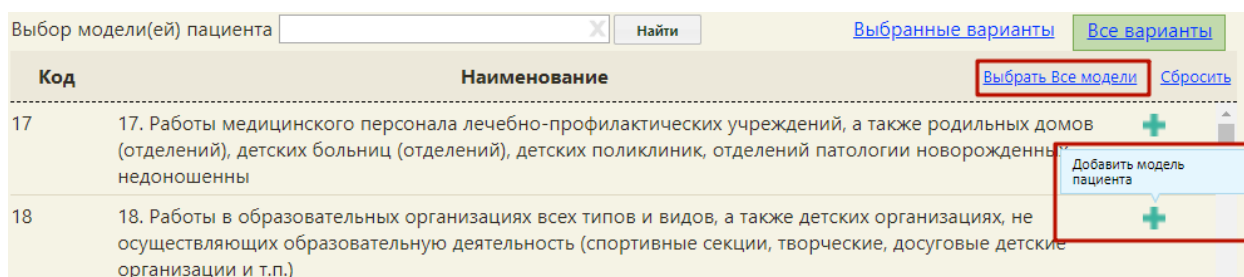 Выбор модели(ей) пациента X Найти Выбранные варианты Все варианты
Код Наименование Выбрать Все модели Сбросить
17 17. Работы медицинского персонала лечебно-профилактических учреждений, а также родильных домов
(отделений), детских больниц (отделений), детских поликлиник, отделений патологии новорожденных
недоношенны
Добавить модель
пациента
18 18. Работы в образовательных организациях всех типов и видов, а также детских организациях, не
осуществляющих образовательную деятельность (спортивные секции, творческие, досуговые детские
организации и т.п.)